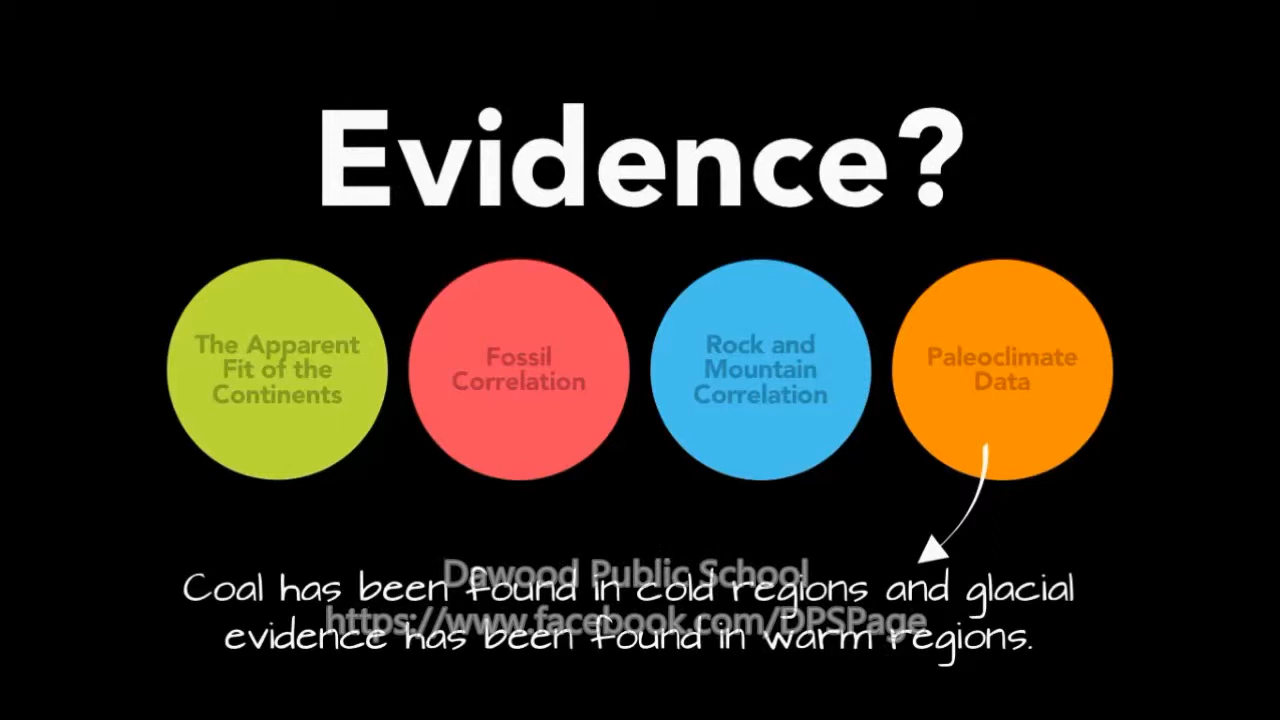 Evidence?
The Apparent
Fit of the
Continents
Fossil
Correlation
Rock and
Mountain
Correlation
Paleoclimate
Data
Dawood Public School
Coal has been found in cold regions and glacial
https://www.facebook.com/DPSPage
evidence has been found in warm regions.